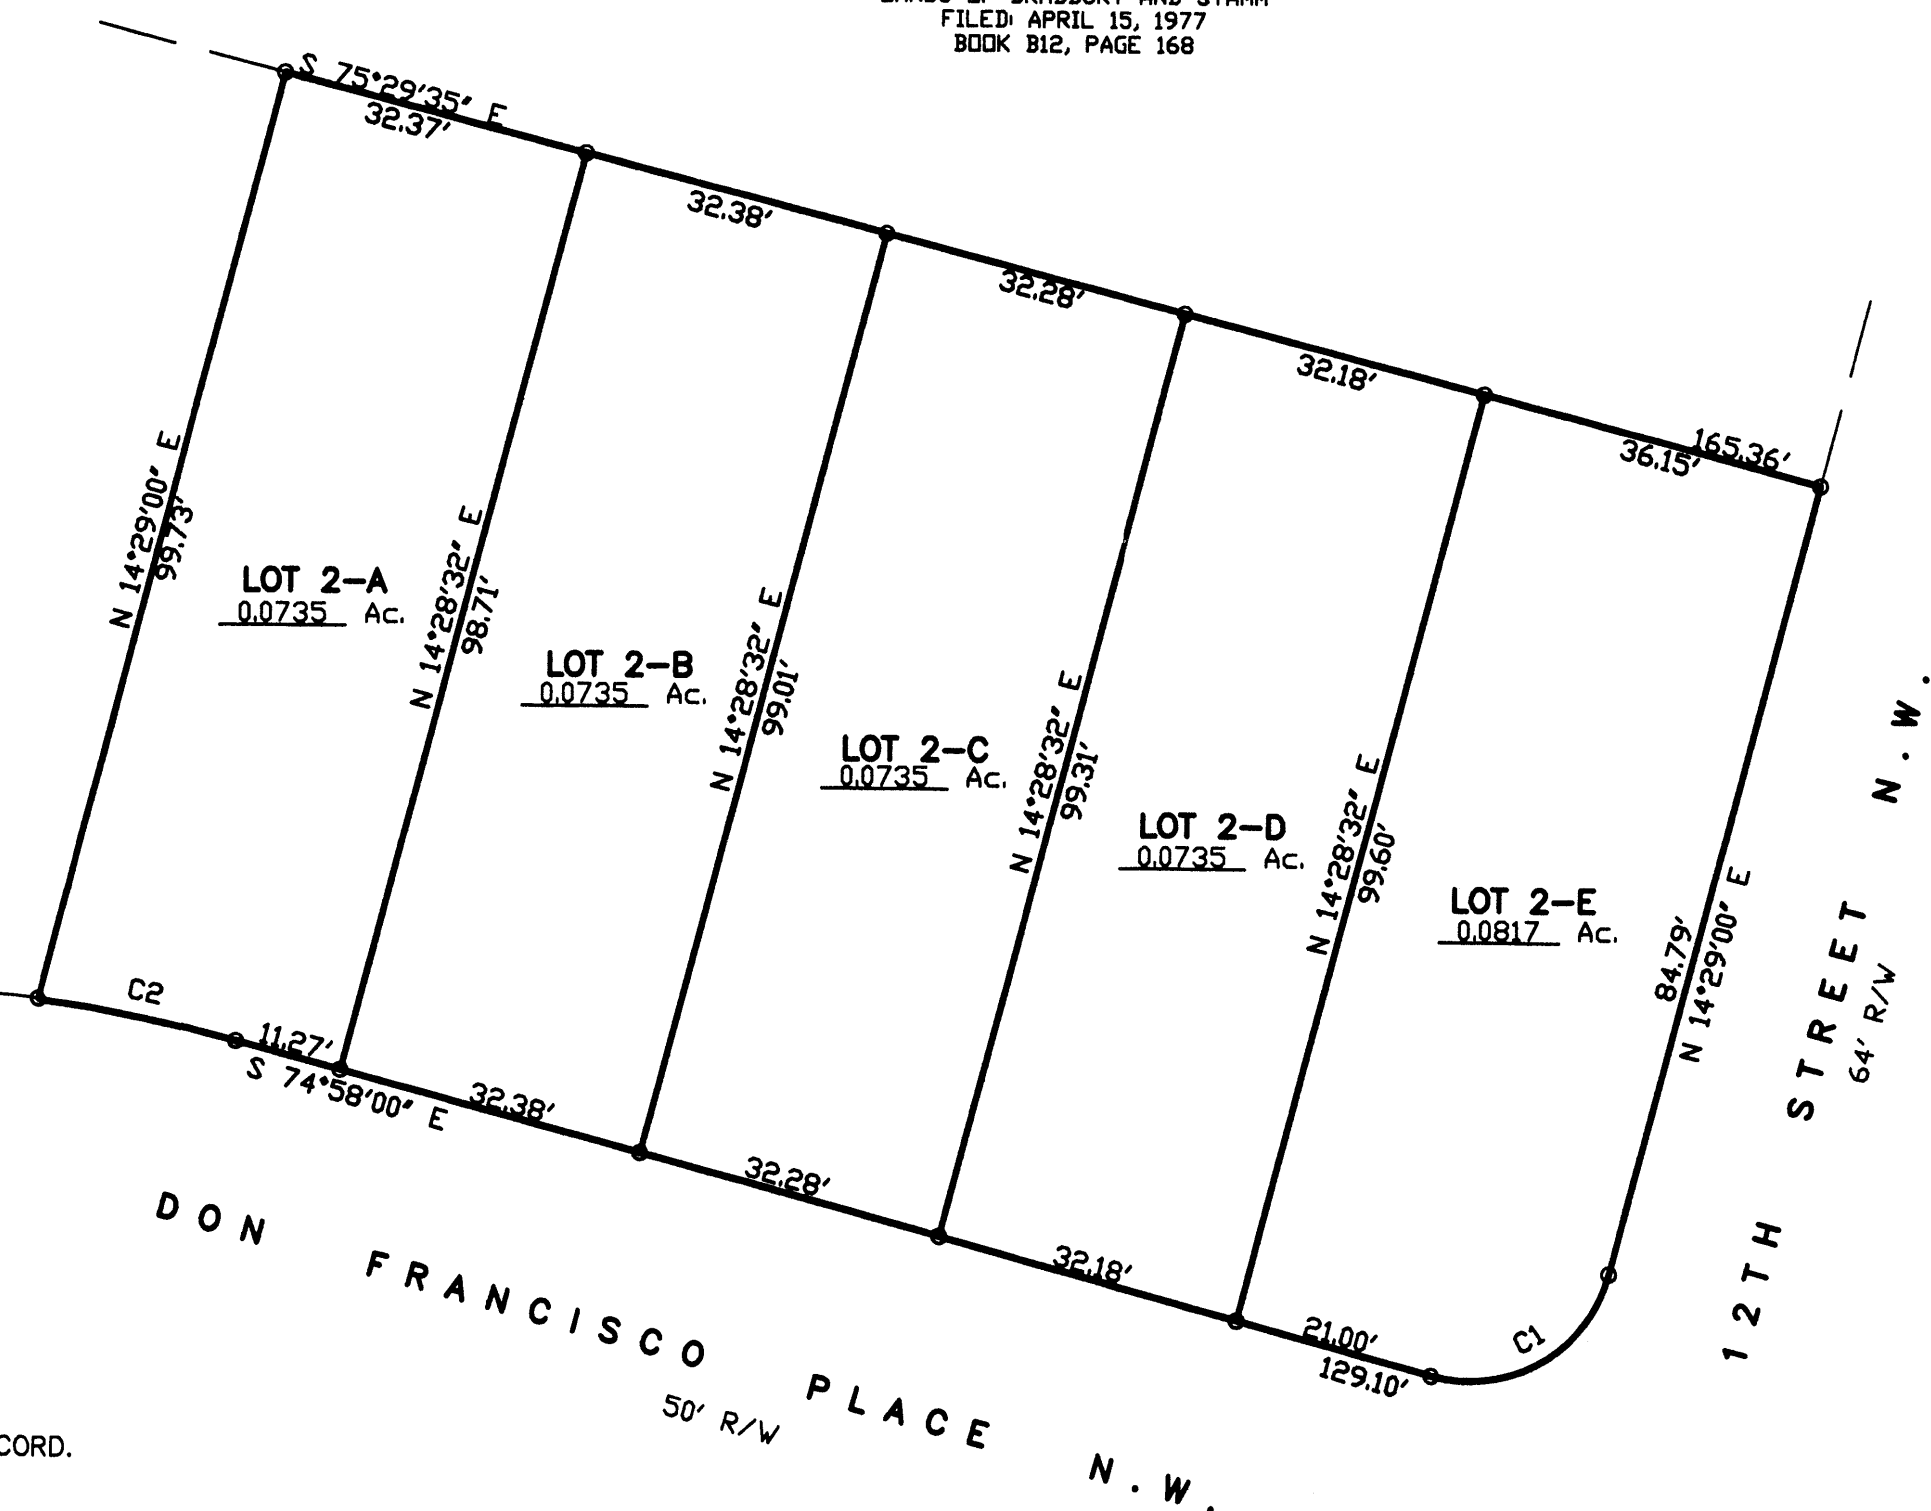 FILED: APRIL 15, 1977
BOOK B12, PAGE 168
S 75°29'35" E
32.37'
32.38'
32.28'
32.18'
36.15'
165.36'
N 14°29'00" E
99.73'
LOT 2-A
0.0735 Ac.
N 14°28'32" E
98.71'
LOT 2-B
0.0735 Ac.
N 14°28'32" E
99.01'
LOT 2-C
0.0735 Ac.
N 14°28'32" E
99.31'
LOT 2-D
0.0735 Ac.
N 14°28'32" E
99.60'
LOT 2-E
0.0817 Ac.
84.79'
N 14°29'00" E
12TH STREET N.W.
64' R/W
C2
11.27'
S 74°58'00" E
32.38'
32.28'
32.18'
21.00'
129.10'
C1
DON FRANCISCO PLACE N.W.
50' R/W
CORD.